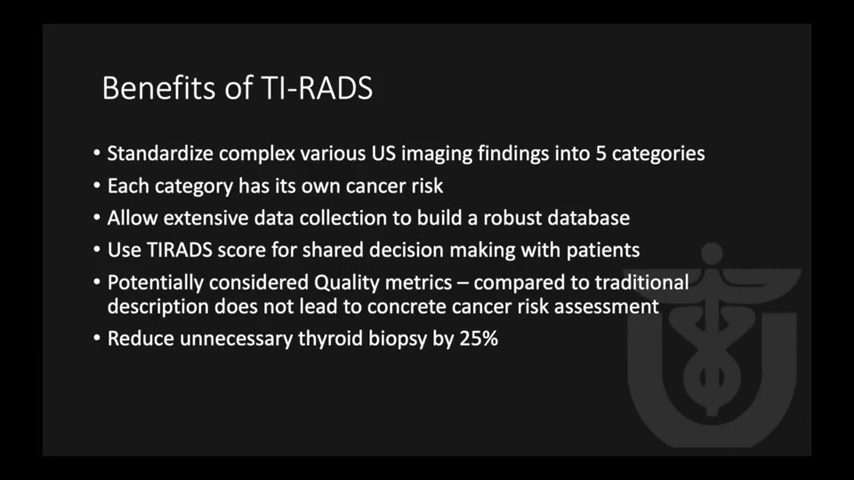 Benefits of TI-RADS
• Standardize complex various US imaging findings into 5 categories
• Each category has its own cancer risk
• Allow extensive data collection to build a robust database
• Use TIRADS score for shared decision making with patients
• Potentially considered Quality metrics – compared to traditional
description does not lead to concrete cancer risk assessment
• Reduce unnecessary thyroid biopsy by 25%